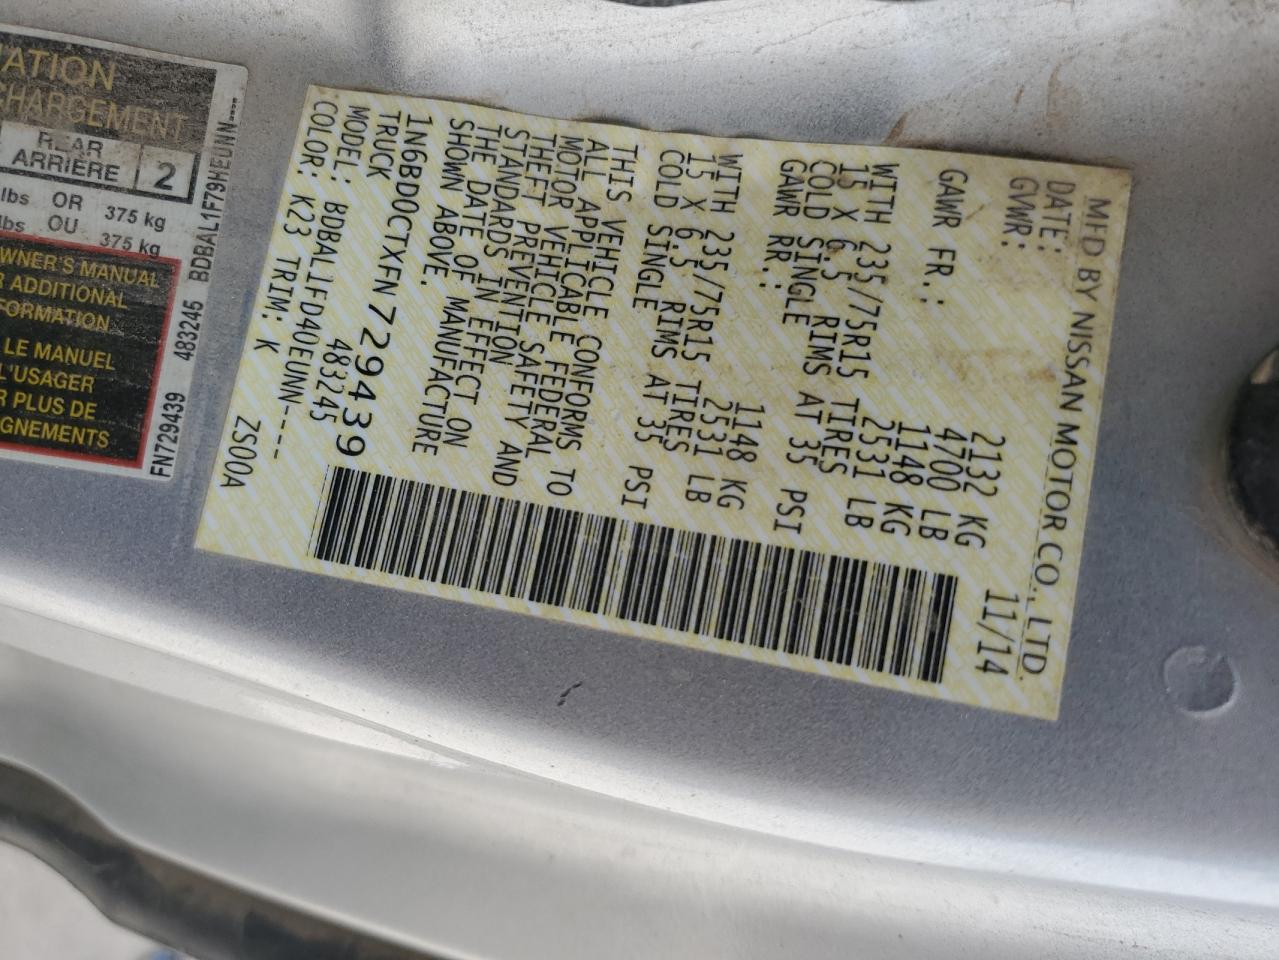 MFD BY NISSAN MOTOR CO., LTD.
DATE: 11/14
GVWR: 2132 KG
4700 LB
GAWR FR.: 1148 KG
2531 LB
WITH 235/75R15 TIRES
15 X 6.5 RIMS AT 35 PSI
COLD SINGLE
GAWR RR.: 1148 KG
2531 LB
WITH 235/75R15 TIRES
15 X 6.5 RIMS AT 35 PSI
COLD SINGLE
THIS VEHICLE CONFORMS TO
ALL APPLICABLE FEDERAL
MOTOR VEHICLE SAFETY AND
THEFT PREVENTION
STANDARDS IN EFFECT ON
THE DATE OF MANUFACTURE
SHOWN ABOVE.
1N6BD0CTXFN729439
TRUCK 483245
MODEL: BDBALJFD40EUNN-----
COLOR: K23 TRIM: K ZS00A
ATION
CHARGEMENT
REAR
ARRIÈRE 2
lbs OR 375 kg
lbs OU 375 kg
OWNER'S MANUAL
R ADDITIONAL
FORMATION
LE MANUEL
L'USAGER
R PLUS DE
GNEMENTS
FN729439 483245 BDBAL1F79HEUNN----